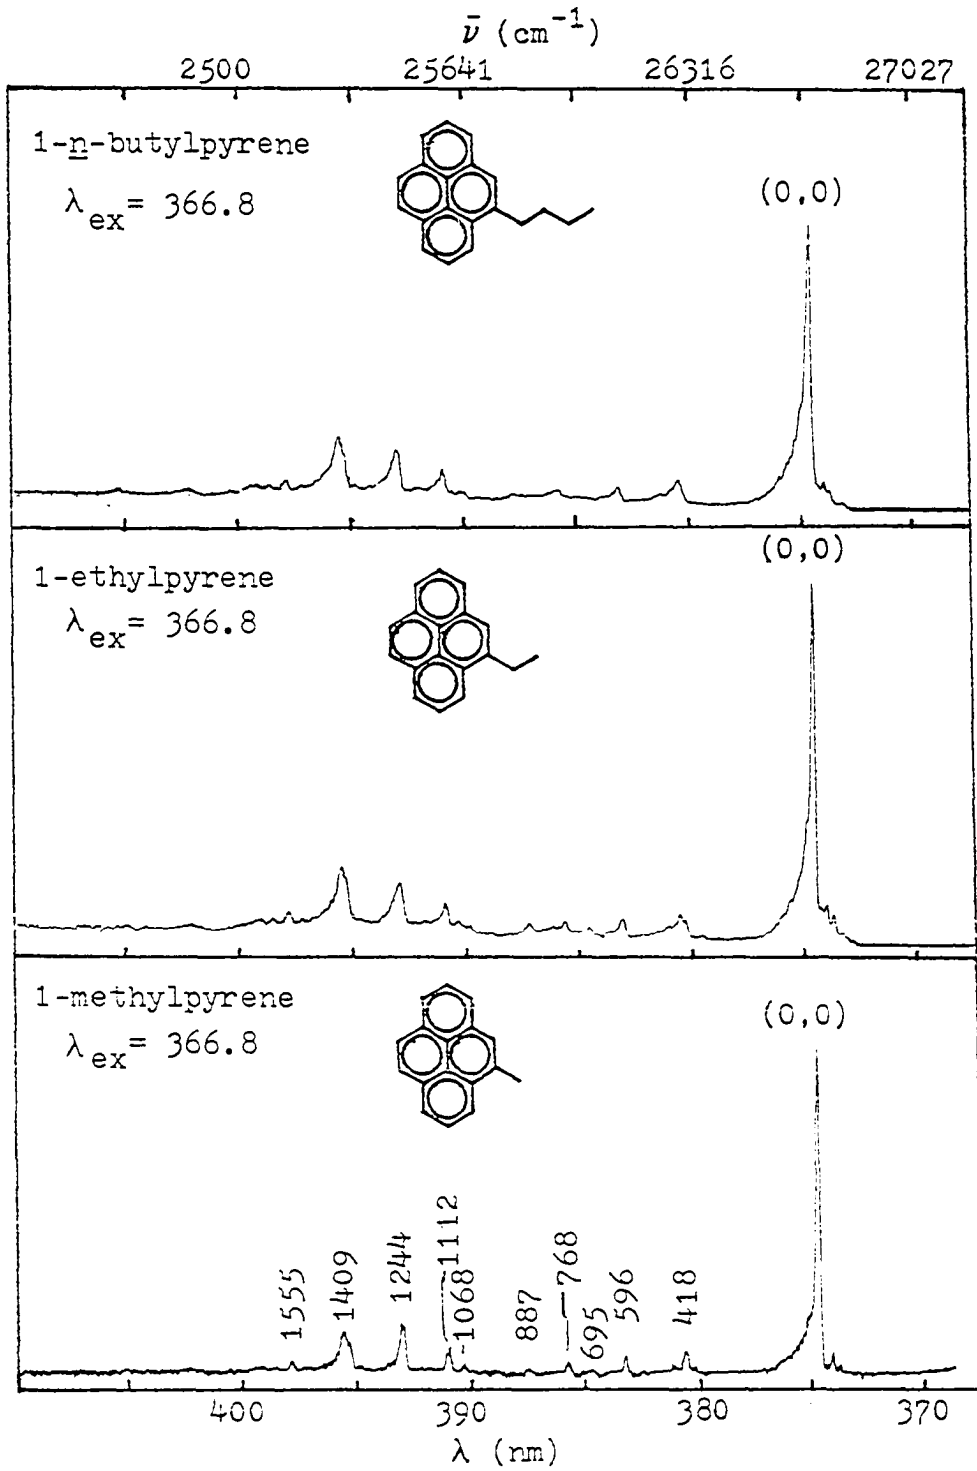 ν̄ (cm⁻¹)
2500 25641 26316 27027
1-n-butylpyrene
λex= 366.8
(0,0)
1-ethylpyrene
λex= 366.8
(0,0)
1-methylpyrene
λex= 366.8
(0,0)
1555
1409
1244
1112
1068
887
768
695
596
418
400 390 380 370
λ (nm)